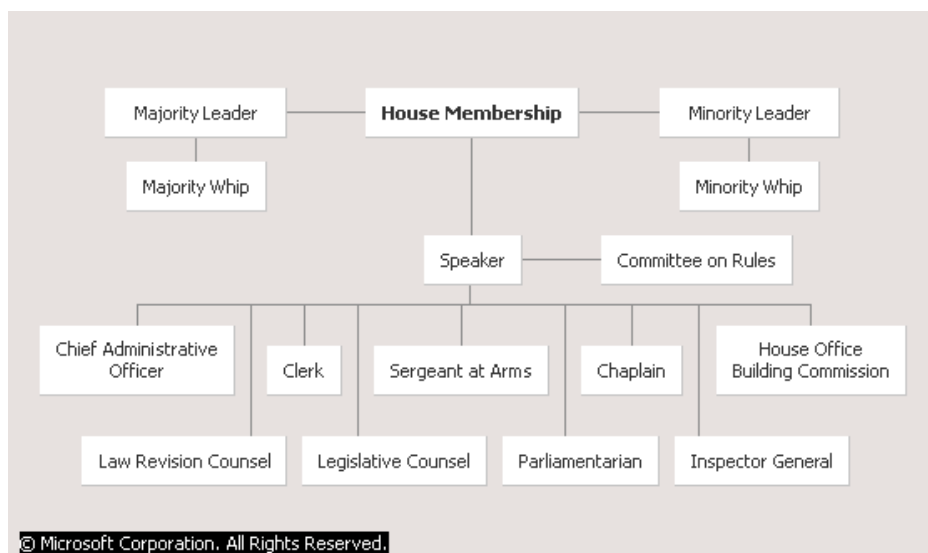 Majority Leader
House Membership
Minority Leader
Majority Whip
Minority Whip
Speaker
Committee on Rules
Chief Administrative
Officer
Clerk
Sergeant at Arms
Chaplain
House Office
Building Commission
Law Revision Counsel
Legislative Counsel
Parliamentarian
Inspector General
© Microsoft Corporation. All Rights Reserved.